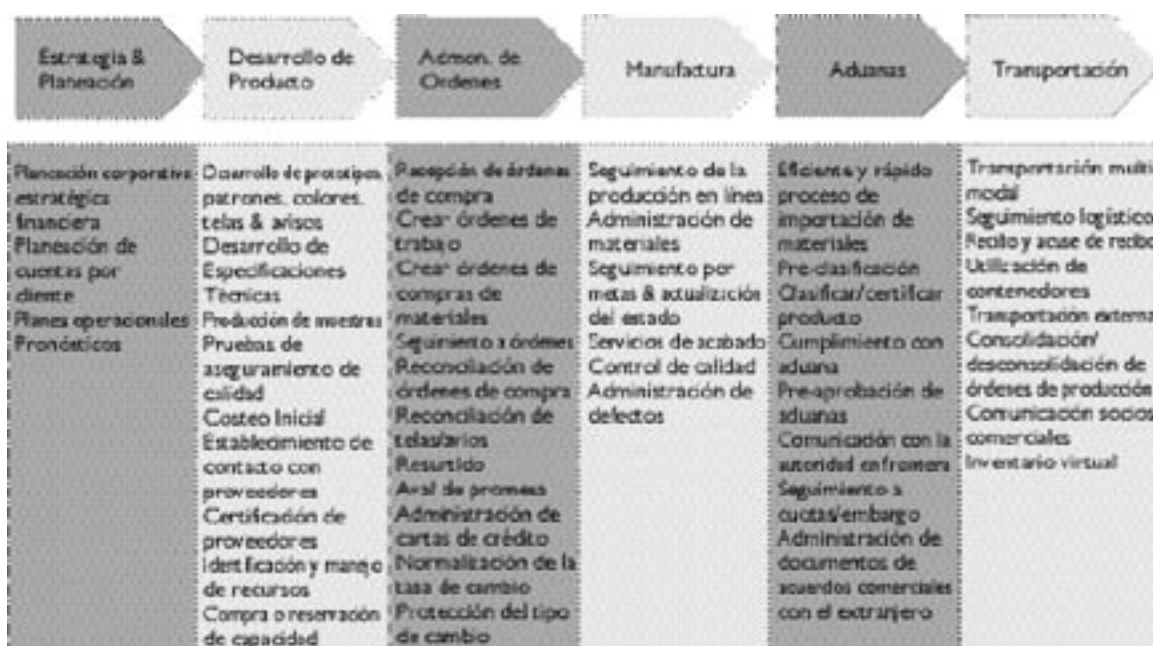 Estrategia &
Planeación
Desarrollo de
Producto
Admon. de
Ordenes
Manufactura
Aduanas
Transportación
Planeación corporativa
estratégica
financiera
Planeación de
cuentas por
cliente
Planes operacionales
Pronósticos
Desarrollo de prototipos,
patrones, colores,
telas &
Desarrollo de
Especificaciones
Técnicas
Producción de muestras
Pruebas de
aseguramiento de
calidad
Costeo Inicial
Establecimiento de
contacto con
proveedores
Certificación de
proveedores
Identificación y manejo
de recursos
Compra o reservación
de capacidad
Recepción de órdenes
de compra
Crear órdenes de
trabajo
Crear órdenes de
compras de
materiales
Seguimiento a órdenes
Reconciliación de
órdenes de compra
Reconciliación de
Resurtido
Aval de promesa
Administración de
cartas de crédito
Normalización de la
tasa de cambio
Protección del tipo
de cambio
Seguimiento de la
producción en línea
Administración de
materiales
Seguimiento por
metas & actualización
del estado
Servicios de acabado
Control de calidad
Administración de
defectos
Eficiente y rápido
proceso de
importación de
materiales
Pre-clasificación
Clasificar/certificar
producto
Cumplimiento con
aduana
Pre-aprobación de
aduanas
Comunicación con la
autoridad en frontera
Seguimiento a
cuotas/embargo
Administración de
documentos de
acuerdos comerciales
con el extranjero
Transportación multi
modal
Seguimiento logístico
Recibo y acuse de recibo
Utilización de
contenedores
Transportación externa
Consolidación/
desconsolidación de
órdenes de producción
Comunicación socios
comerciales
Inventario virtual